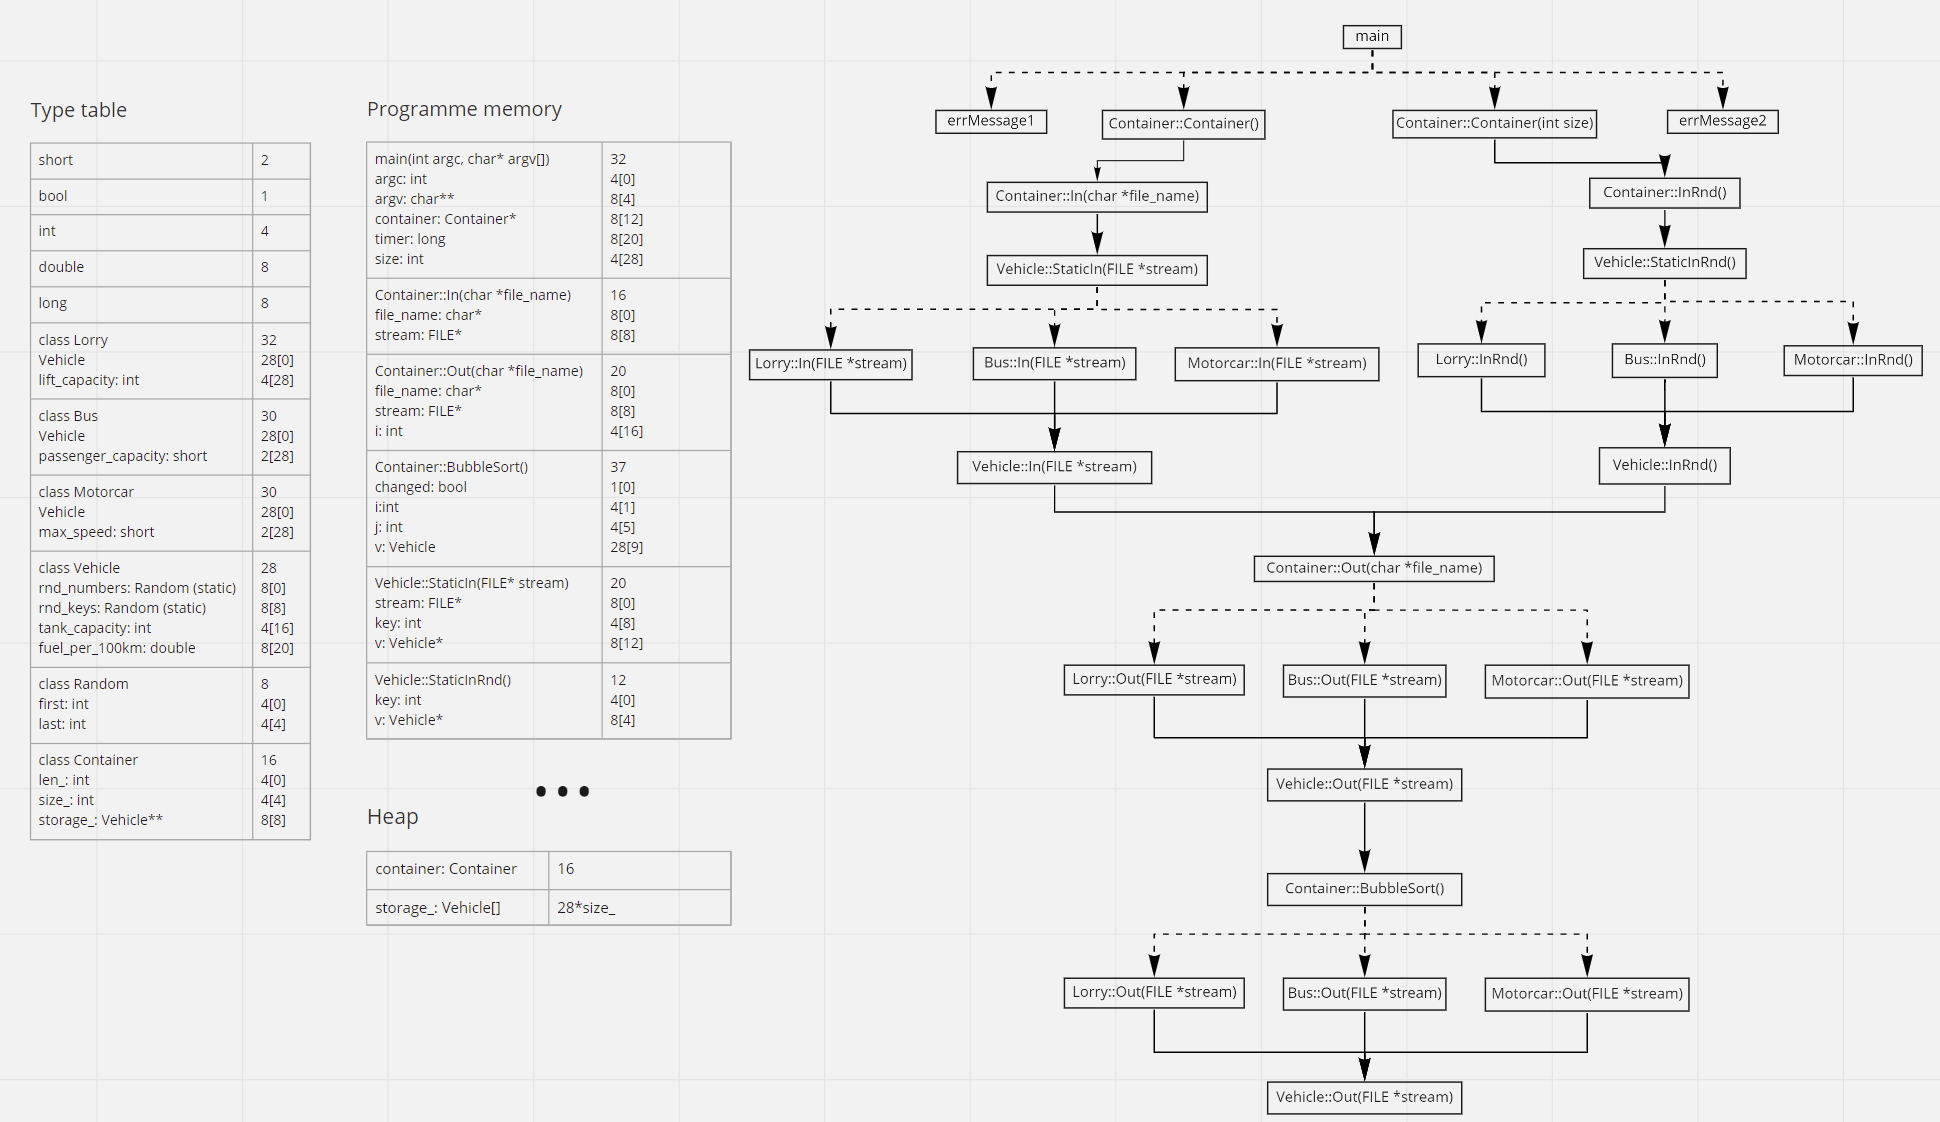 Type table
short 2
bool 1
int 4
double 8
long 8
class Lorry 32
Vehicle 28[0]
lift_capacity: int 4[28]
class Bus 30
Vehicle 28[0]
passenger_capacity: short 2[28]
class Motorcar 30
Vehicle 28[0]
max_speed: short 2[28]
class Vehicle 28
rnd_numbers: Random (static) 8[0]
rnd_keys: Random (static) 8[8]
tank_capacity: int 4[16]
fuel_per_100km: double 8[20]
class Random 8
first: int 4[0]
last: int 4[4]
class Container 16
len_: int 4[0]
size_: int 4[4]
storage_: Vehicle** 8[8]
Programme memory
main(int argc, char* argv[]) 32
argc: int 4[0]
argv: char** 8[4]
container: Container* 8[12]
timer: long 8[20]
size: int 4[28]
Container::In(char *file_name) 16
file_name: char* 8[0]
stream: FILE* 8[8]
Container::Out(char *file_name) 20
file_name: char* 8[0]
stream: FILE* 8[8]
i: int 4[16]
Container::BubbleSort() 37
changed: bool 1[0]
i:int 4[1]
j: int 4[5]
v: Vehicle 28[9]
Vehicle::StaticIn(FILE* stream) 20
stream: FILE* 8[0]
key: int 4[8]
v: Vehicle* 8[12]
Vehicle::StaticInRnd() 12
key: int 4[0]
v: Vehicle* 8[4]
•••
Heap
container: Container 16
storage_: Vehicle[] 28*size_
main
errMessage1
Container::Container()
Container::Container(int size)
errMessage2
Container::In(char *file_name)
Container::InRnd()
Vehicle::StaticIn(FILE *stream)
Vehicle::StaticInRnd()
Lorry::In(FILE *stream)
Bus::In(FILE *stream)
Motorcar::In(FILE *stream)
Lorry::InRnd()
Bus::InRnd()
Motorcar::InRnd()
Vehicle::In(FILE *stream)
Vehicle::InRnd()
Container::Out(char *file_name)
Lorry::Out(FILE *stream)
Bus::Out(FILE *stream)
Motorcar::Out(FILE *stream)
Vehicle::Out(FILE *stream)
Container::BubbleSort()
Lorry::Out(FILE *stream)
Bus::Out(FILE *stream)
Motorcar::Out(FILE *stream)
Vehicle::Out(FILE *stream)